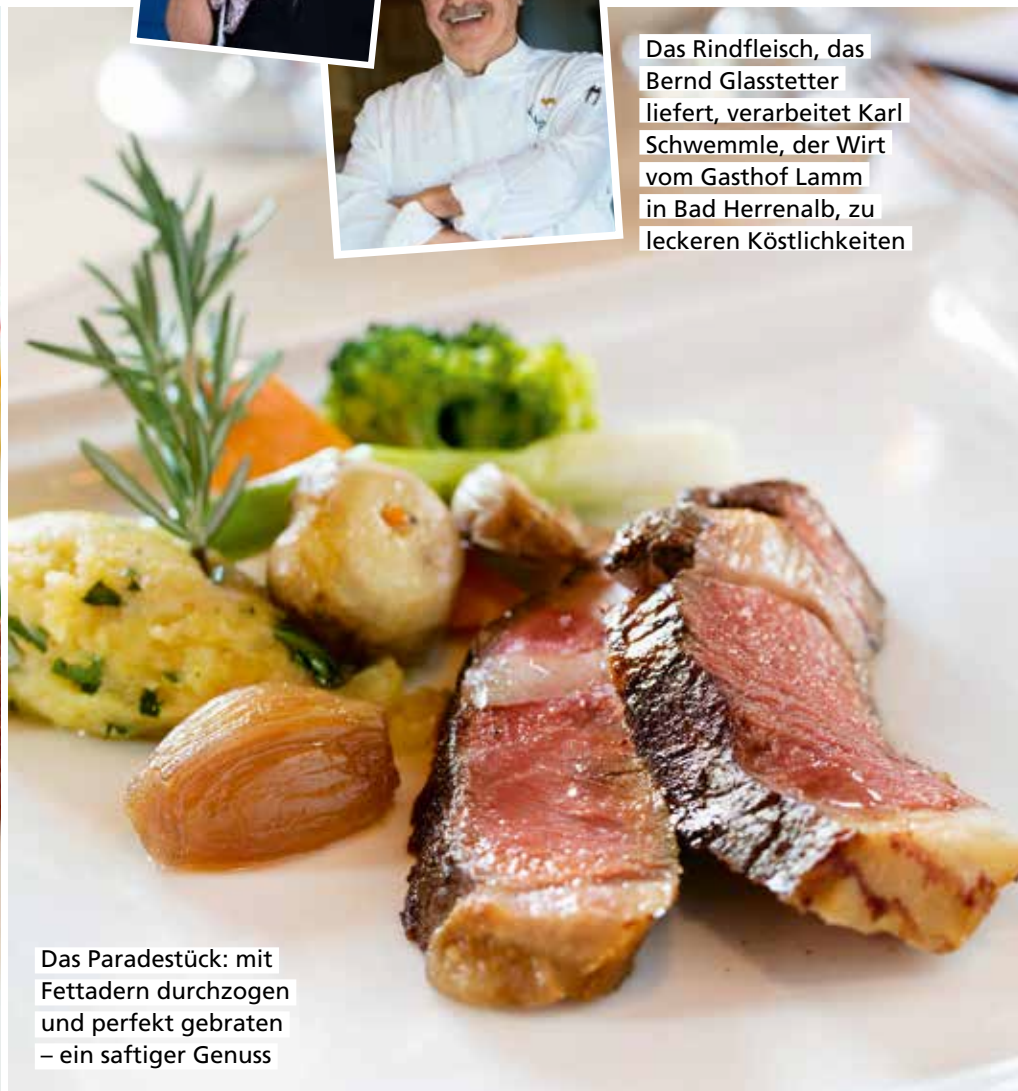 Das Rindfleisch, das
Bernd Glasstetter
liefert, verarbeitet Karl
Schwemmle, der Wirt
vom Gasthof Lamm
in Bad Herrenalb, zu
leckeren Köstlichkeiten
Das Paradestück: mit
Fettadern durchzogen
und perfekt gebraten
– ein saftiger Genuss